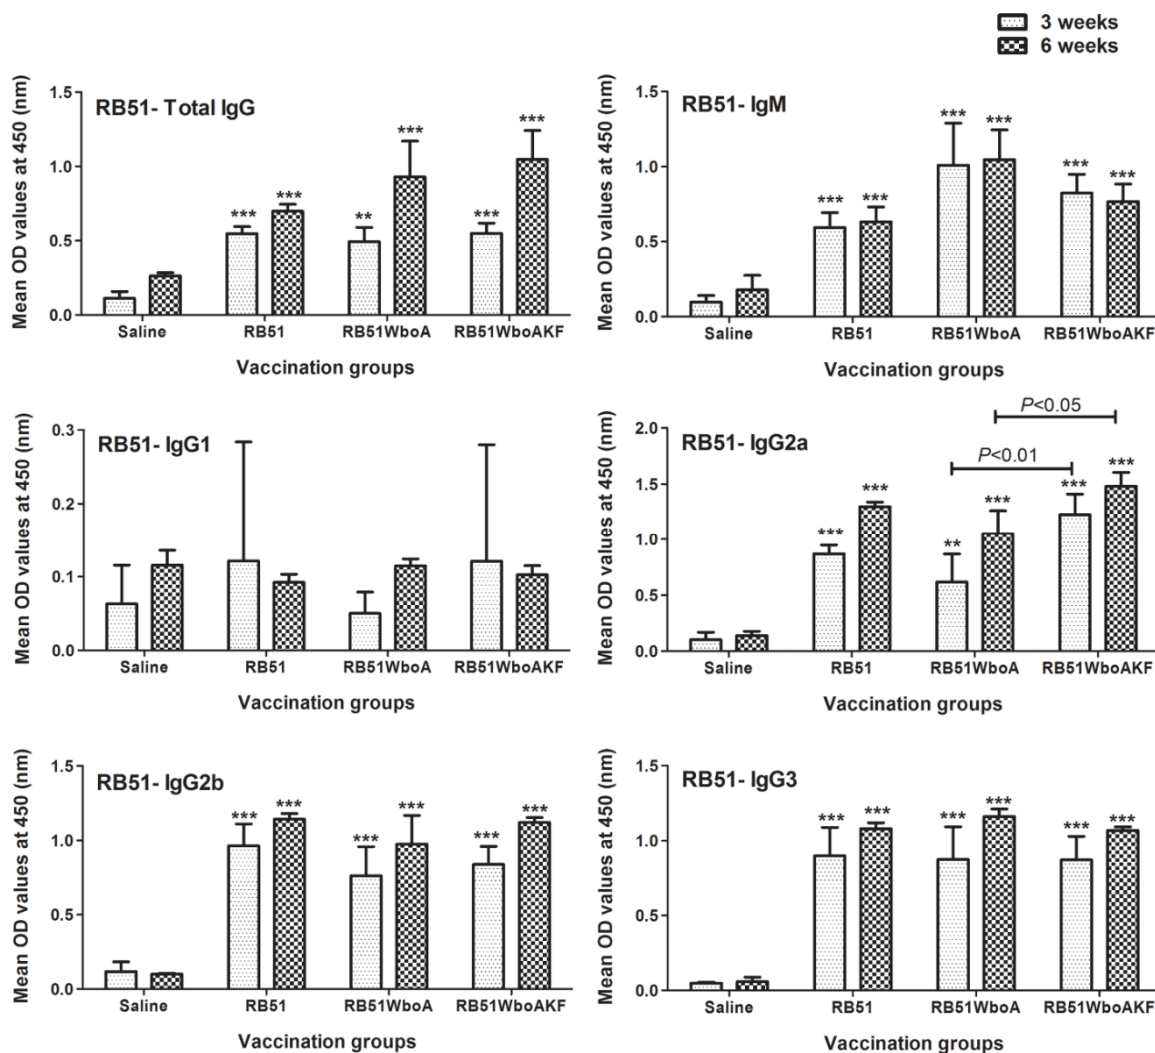 3 weeks
6 weeks
RB51- Total IgG
Mean OD values at 450 (nm)
1.5
1.0
0.5
0.0
*** *** ** *** *** ***
Saline RB51 RB51WboA RB51WboAKF
Vaccination groups
RB51- IgM
Mean OD values at 450 (nm)
1.5
1.0
0.5
0.0
*** *** *** *** *** ***
Saline RB51 RB51WboA RB51WboAKF
Vaccination groups
RB51- IgG1
Mean OD values at 450 (nm)
0.3
0.2
0.1
0.0
Saline RB51 RB51WboA RB51WboAKF
Vaccination groups
RB51- IgG2a
Mean OD values at 450 (nm)
2.0
1.5
1.0
0.5
0.0
P<0.05
P<0.01
*** *** ** *** *** ***
Saline RB51 RB51WboA RB51WboAKF
Vaccination groups
RB51- IgG2b
Mean OD values at 450 (nm)
1.5
1.0
0.5
0.0
*** *** *** *** *** ***
Saline RB51 RB51WboA RB51WboAKF
Vaccination groups
RB51- IgG3
Mean OD values at 450 (nm)
1.5
1.0
0.5
0.0
*** *** *** *** *** ***
Saline RB51 RB51WboA RB51WboAKF
Vaccination groups